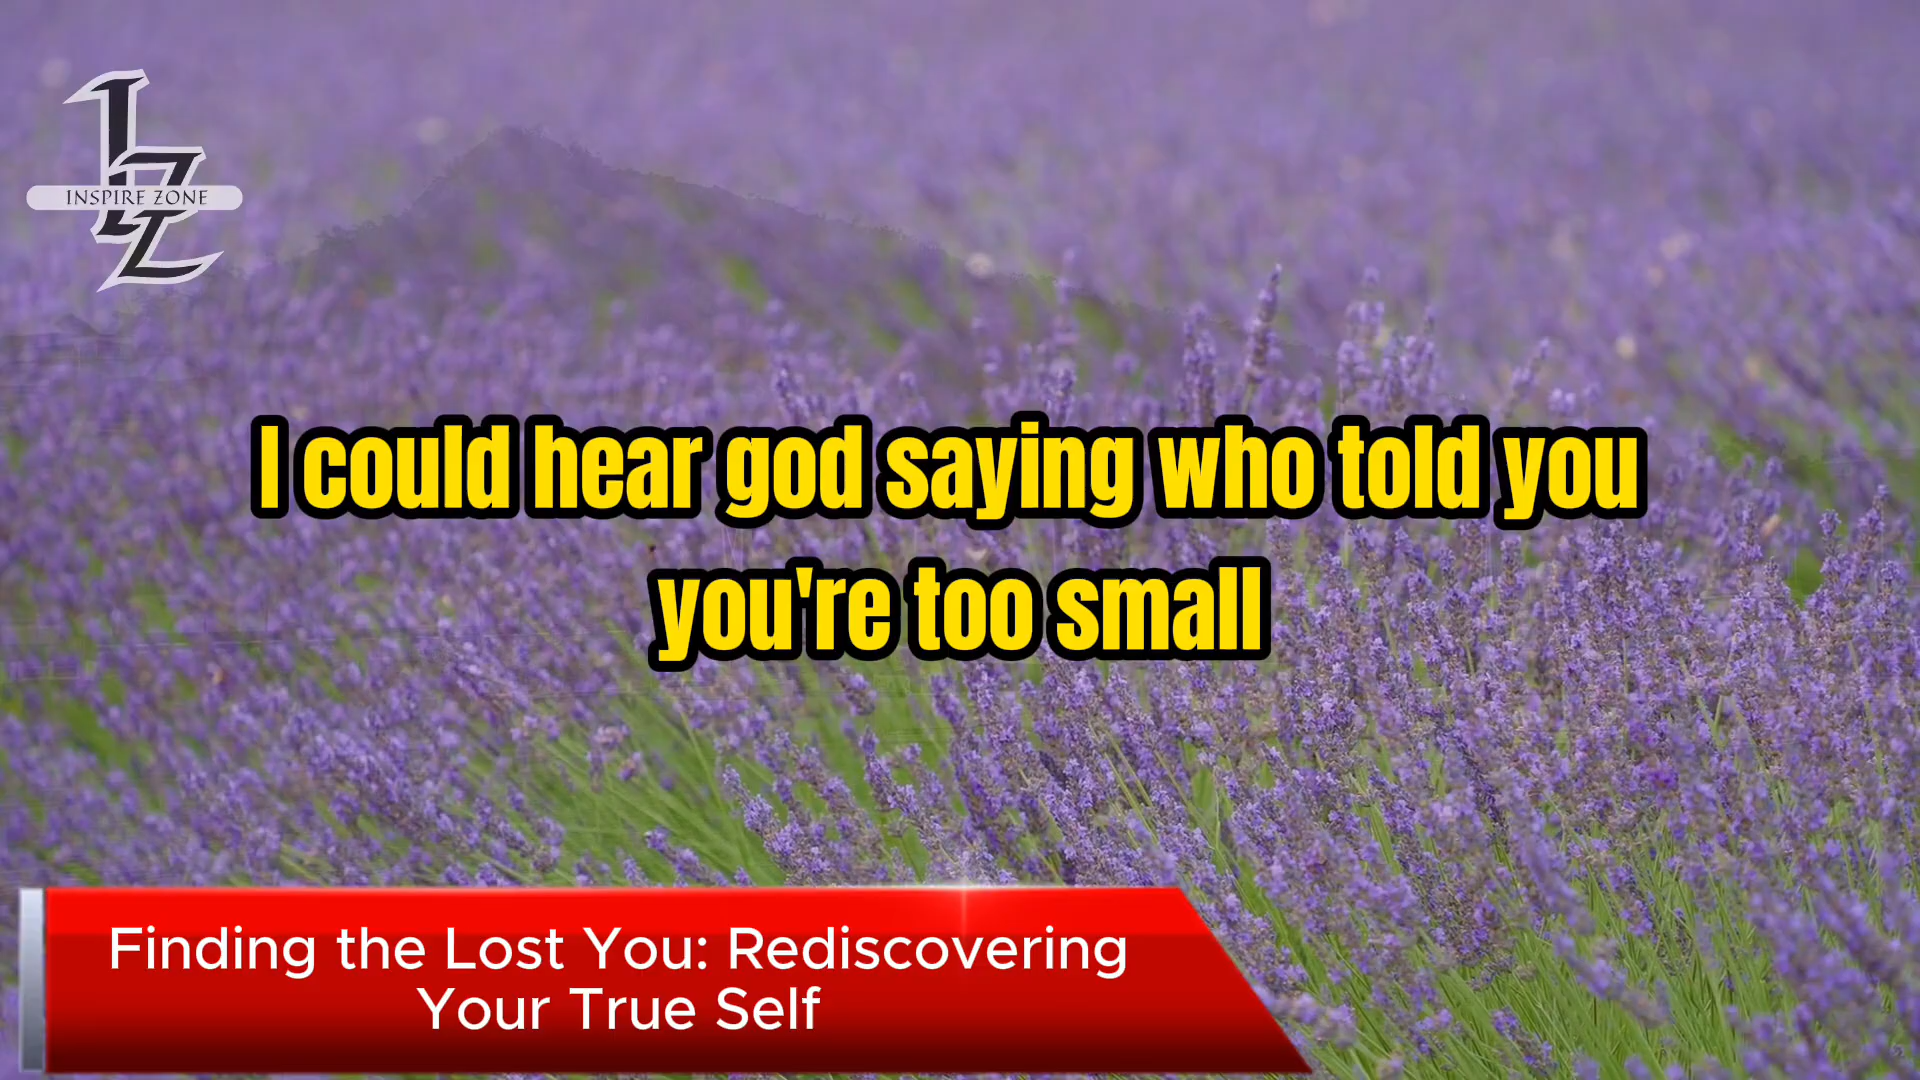 INSPIRE ZONE
I could hear god saying who told you
you're too small
Finding the Lost You: Rediscovering
Your True Self